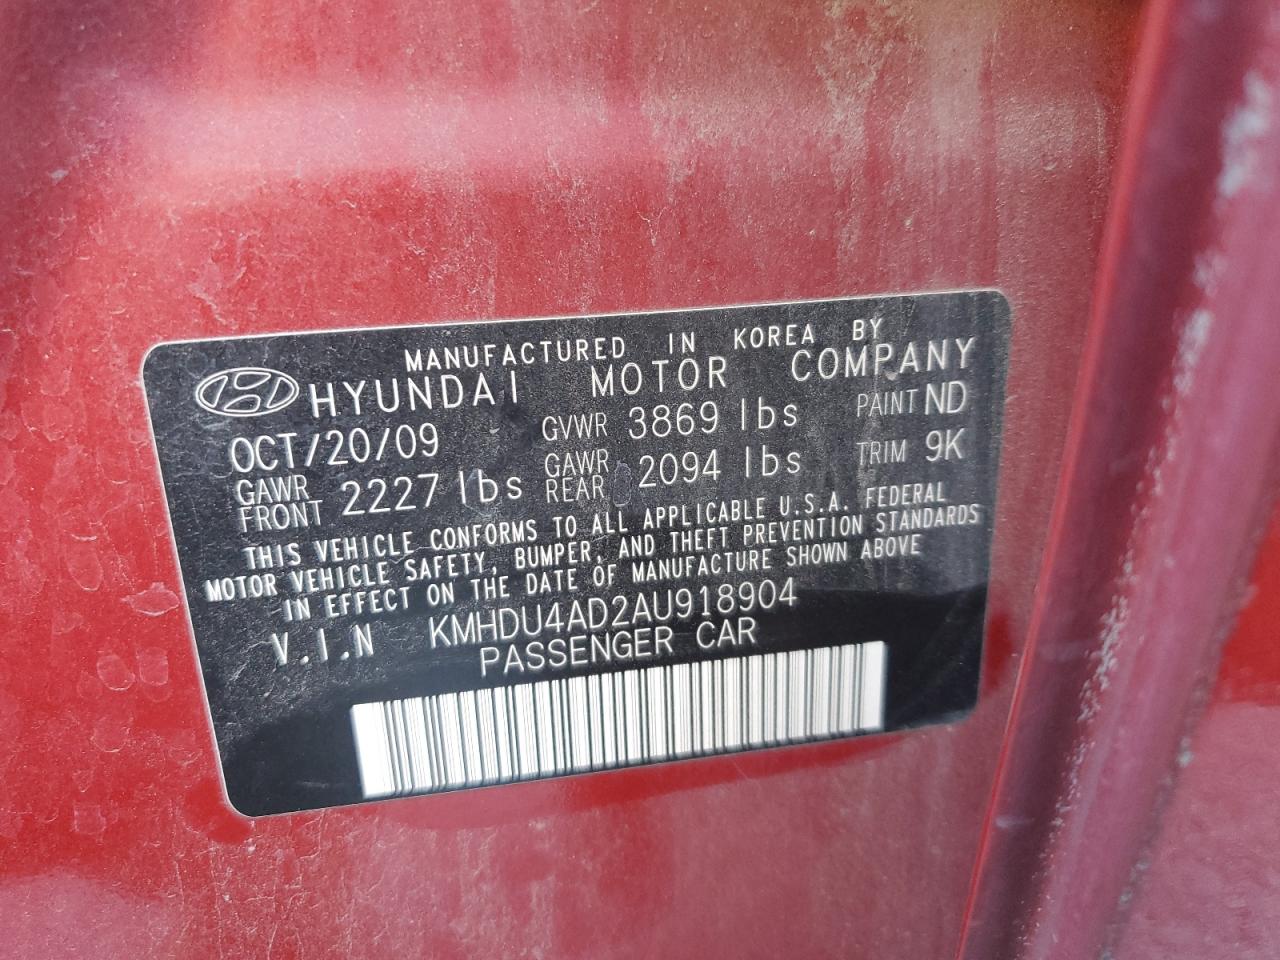 MANUFACTURED IN KOREA BY
HYUNDAI MOTOR COMPANY
OCT/20/09 GVWR 3869 lbs PAINT ND
GAWR FRONT 2227 lbs GAWR REAR 2094 lbs TRIM 9K
THIS VEHICLE CONFORMS TO ALL APPLICABLE U.S.A. FEDERAL
MOTOR VEHICLE SAFETY, BUMPER, AND THEFT PREVENTION STANDARDS
IN EFFECT ON THE DATE OF MANUFACTURE SHOWN ABOVE
V.I.N KMHDU4AD2AU918904
PASSENGER CAR